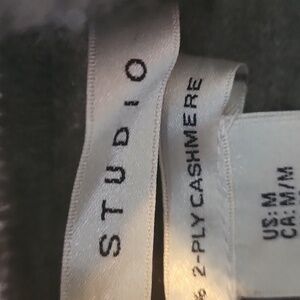 STUDIO
% 2-PLY CASHMERE
US: M
CA: M/M